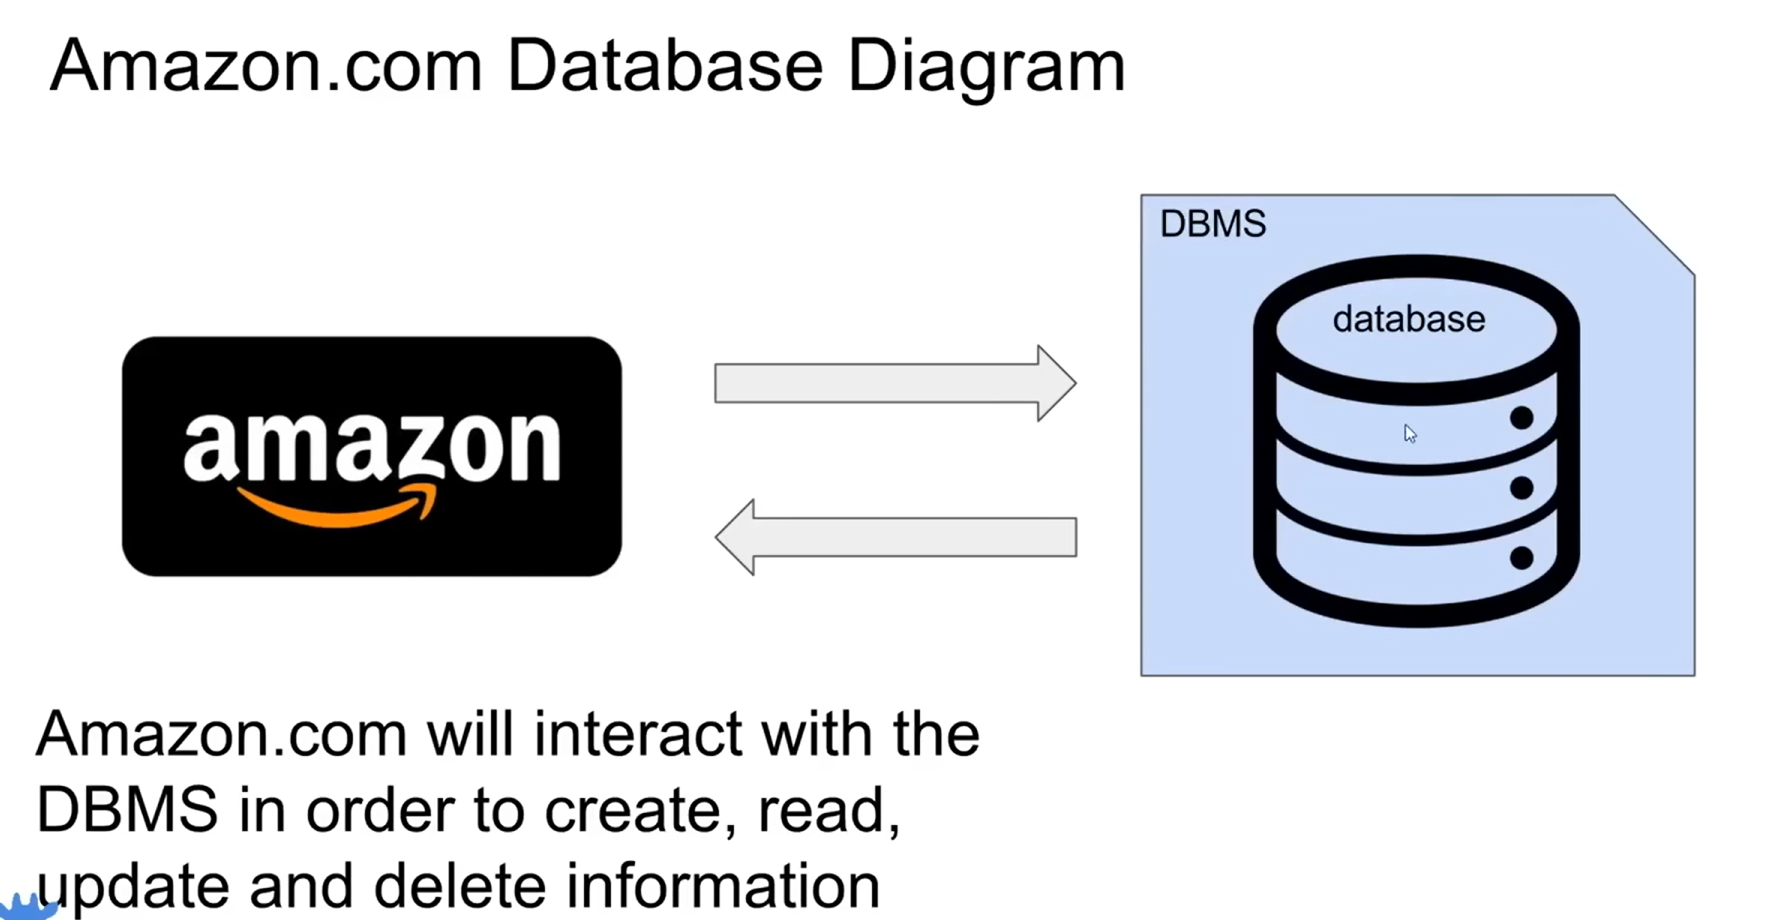 Amazon.com Database Diagram
DBMS
database
amazon
Amazon.com will interact with the
DBMS in order to create, read,
update and delete information